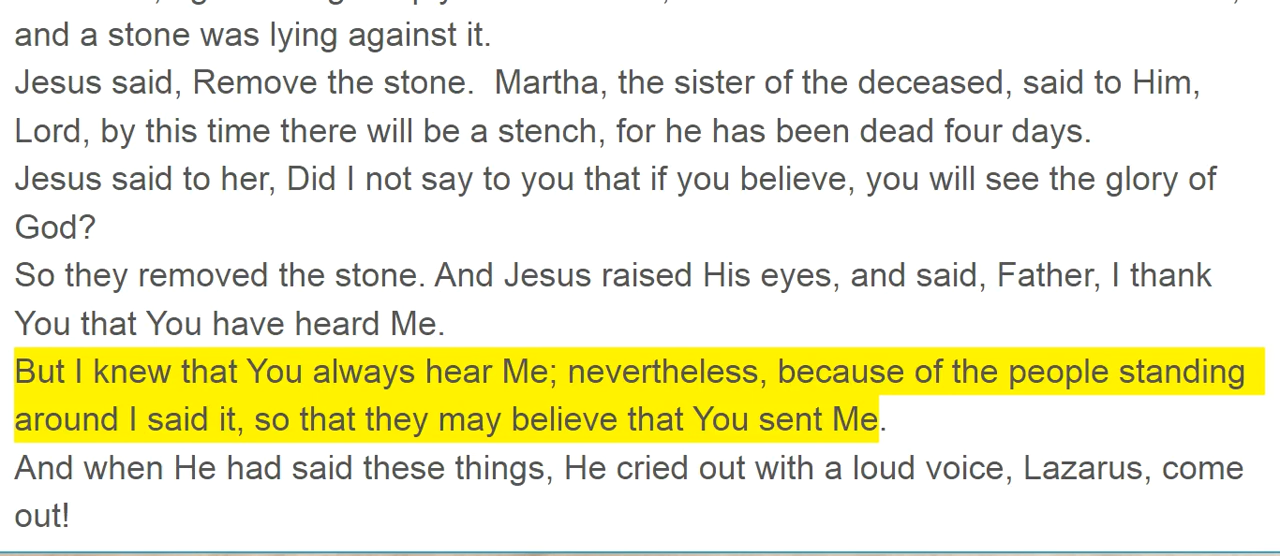 and a stone was lying against it.
Jesus said, Remove the stone.  Martha, the sister of the deceased, said to Him,
Lord, by this time there will be a stench, for he has been dead four days.
Jesus said to her, Did I not say to you that if you believe, you will see the glory of
God?
So they removed the stone. And Jesus raised His eyes, and said, Father, I thank
You that You have heard Me.
But I knew that You always hear Me; nevertheless, because of the people standing
around I said it, so that they may believe that You sent Me.
And when He had said these things, He cried out with a loud voice, Lazarus, come
out!